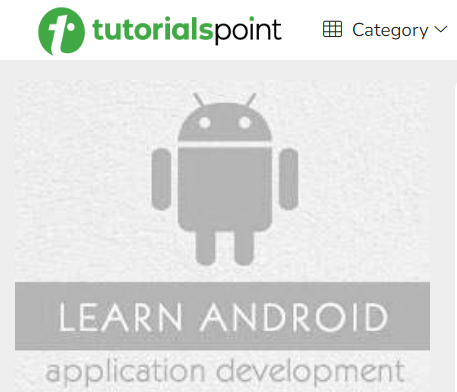 tutorialspoint Category
LEARN ANDROID
application development